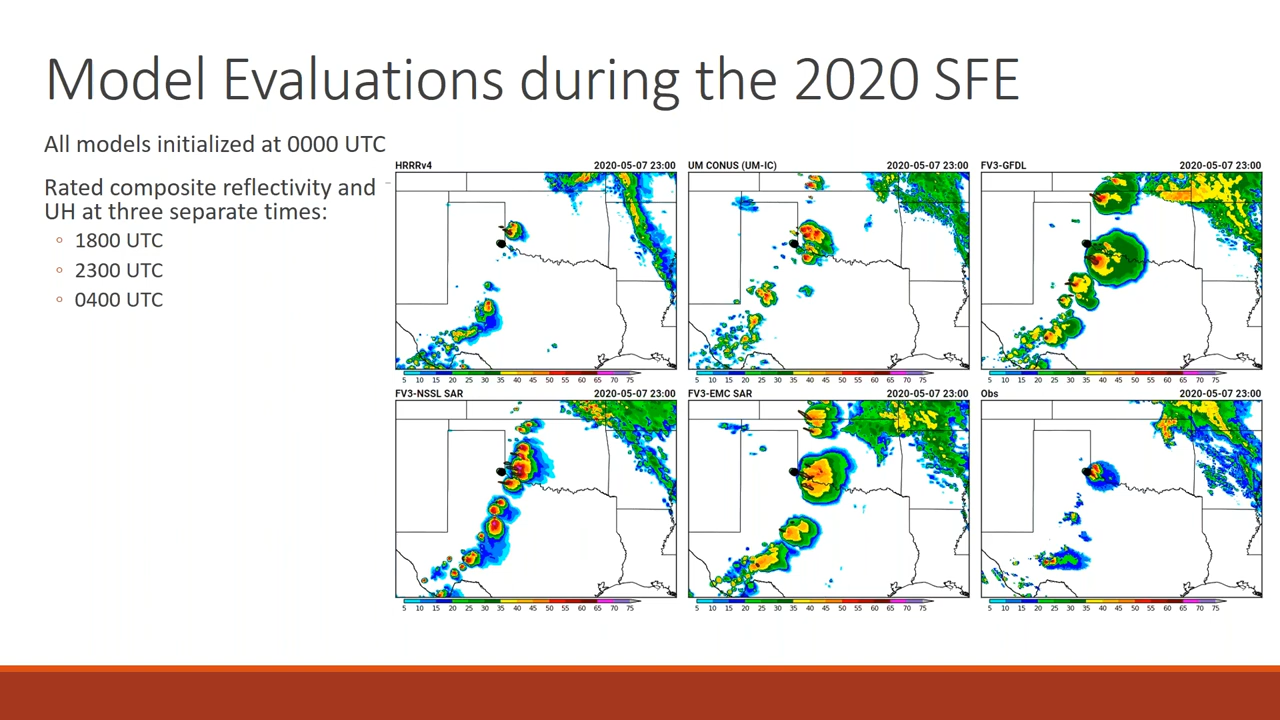 Model Evaluations during the 2020 SFE
All models initialized at 0000 UTC
Rated composite reflectivity and
UH at three separate times:
◦ 1800 UTC
◦ 2300 UTC
◦ 0400 UTC
HRRRv4 2020-05-07 23:00
5 10 15 20 25 30 35 40 45 50 55 60 65 70 75
UM CONUS (UM-IC) 2020-05-07 23:00
5 10 15 20 25 30 35 40 45 50 55 60 65 70 75
FV3-GFDL 2020-05-07 23:00
5 10 15 20 25 30 35 40 45 50 55 60 65 70 75
FV3-NSSL SAR 2020-05-07 23:00
5 10 15 20 25 30 35 40 45 50 55 60 65 70 75
FV3-EMC SAR 2020-05-07 23:00
5 10 15 20 25 30 35 40 45 50 55 60 65 70 75
Obs 2020-05-07 23:00
5 10 15 20 25 30 35 40 45 50 55 60 65 70 75